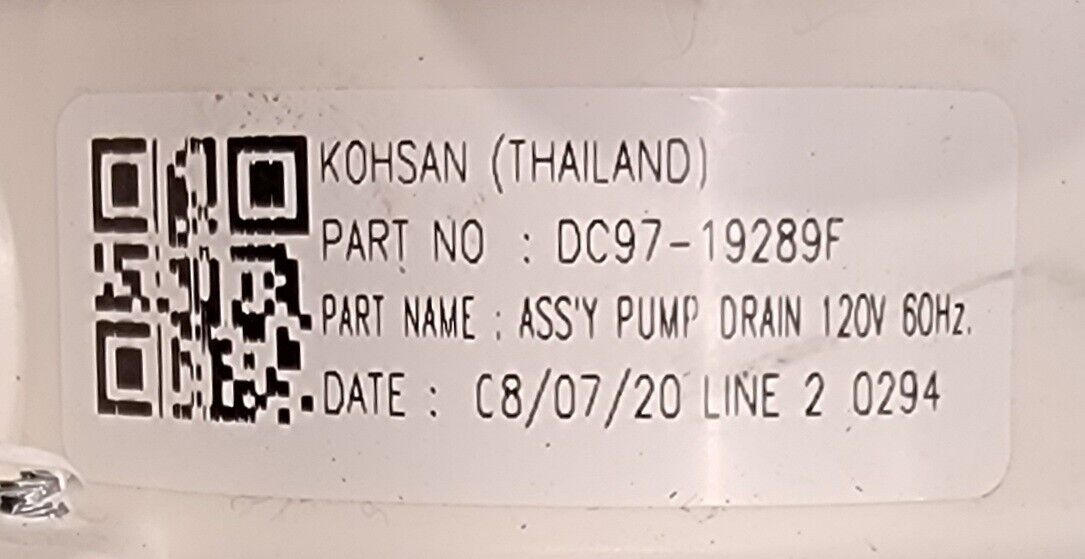 KOHSAN (THAILAND)
PART NO : DC97-19289F
PART NAME : ASS'Y PUMP DRAIN 120V 60Hz.
DATE : 08/07/20 LINE 2 0294